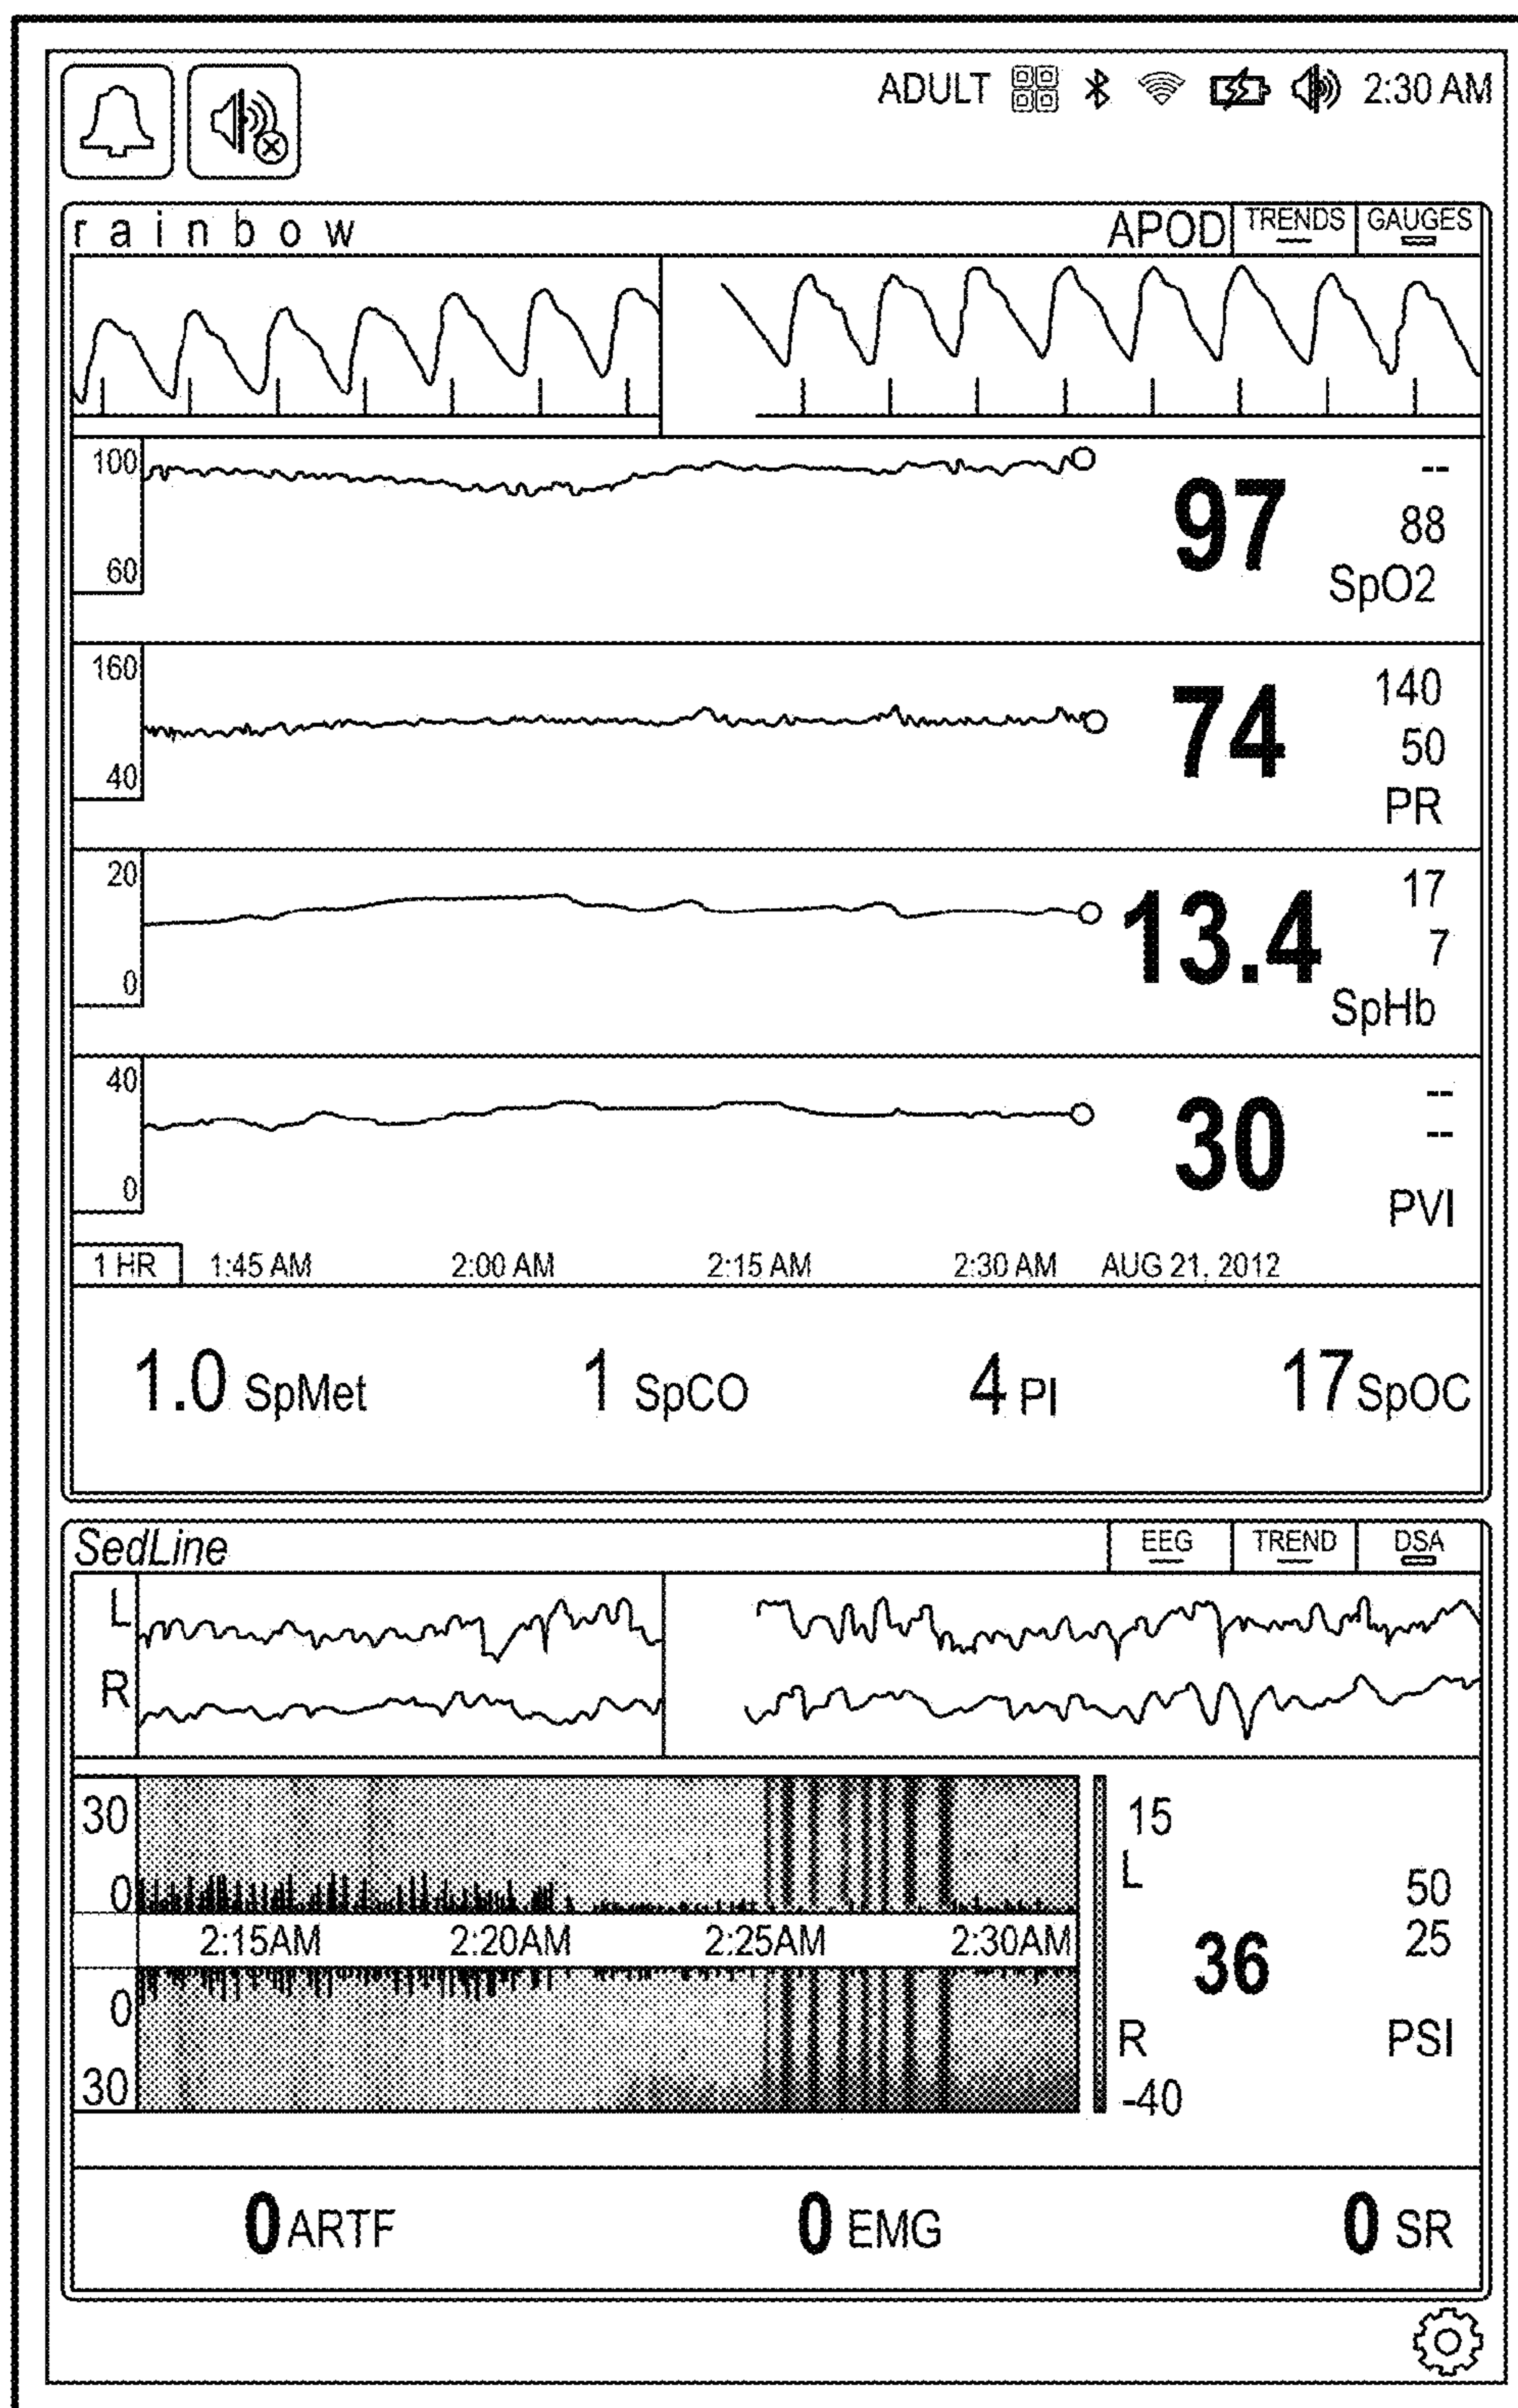 ADULT 2:30 AM
rainbow APOD TRENDS GAUGES
100
60
97
--
88
SpO2
160
40
74
140
50
PR
20
0
13.4
17
7
SpHb
40
0
30
--
--
PVI
1 HR 1:45 AM 2:00 AM 2:15 AM 2:30 AM AUG 21, 2012
1.0 SpMet 1 SpCO 4 PI 17 SpOC
SedLine EEG TREND DSA
L
R
30
0
2:15AM 2:20AM 2:25AM 2:30AM
0
30
15
L
R
-40
36
50
25
PSI
0 ARTF 0 EMG 0 SR